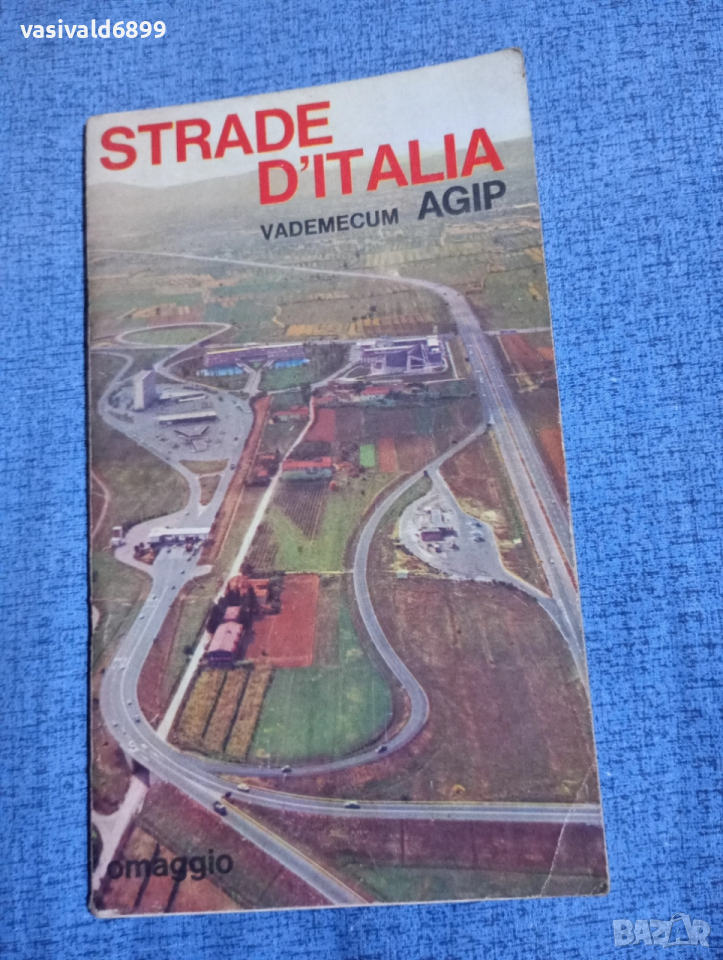 vasivald6899
STRADE
D'ITALIA
VADEMECUM AGIP
omaggio
BAZAR